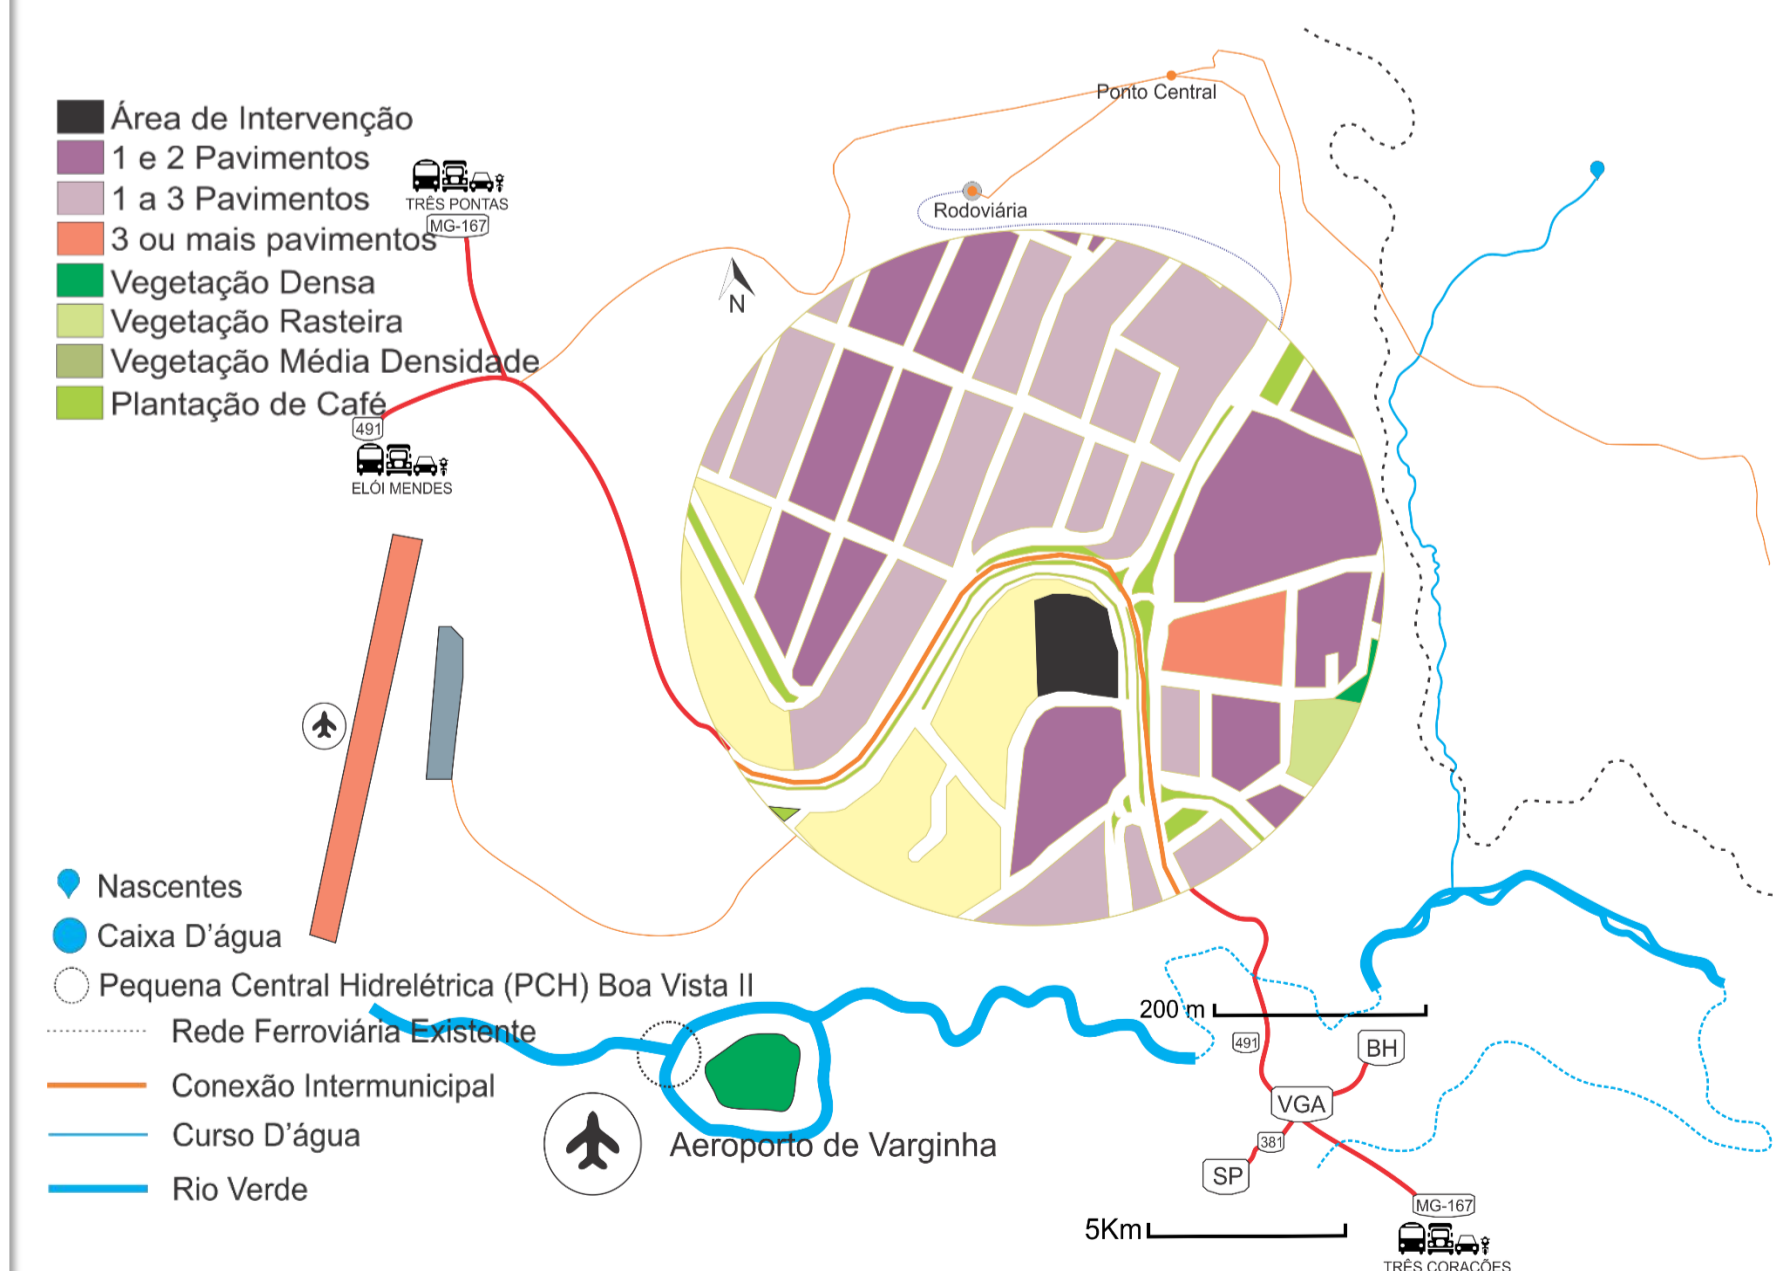 Ponto Central
Área de Intervenção
1 e 2 Pavimentos
1 a 3 Pavimentos
3 ou mais pavimentos
Vegetação Densa
Vegetação Rasteira
Vegetação Média Densidade
Plantação de Café
TRÊS PONTAS
MG-167
Rodoviária
N
491
ELÓI MENDES
Nascentes
Caixa D'água
Pequena Central Hidrelétrica (PCH) Boa Vista II
Rede Ferroviária Existente
Conexão Intermunicipal
Curso D'água
Rio Verde
Aeroporto de Varginha
200 m
491
BH
VGA
381
SP
MG-167
5Km
TRÊS CORAÇÕES